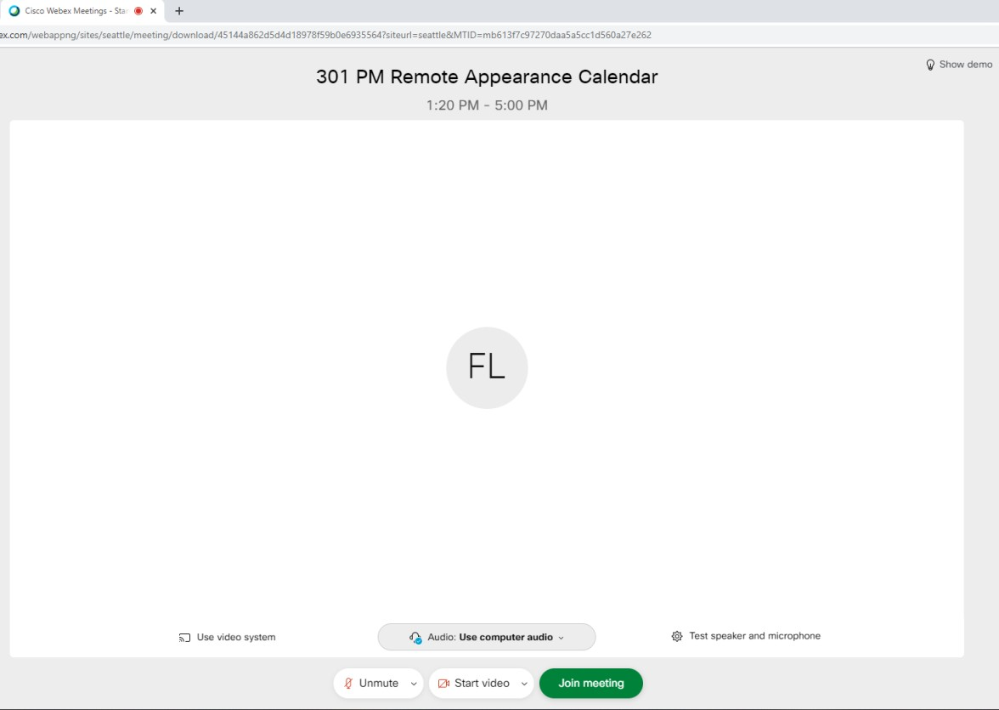 Cisco Webex Meetings - Star
ex.com/webappng/sites/seattle/meeting/download/45144a862d5d4d18978f59b0e6935564?siteurl=seattle&MTID=mb613f7c97270daa5a5cc1d560a27e262
Show demo
301 PM Remote Appearance Calendar
1:20 PM - 5:00 PM
FL
Use video system
Audio: Use computer audio
Test speaker and microphone
Unmute
Start video
Join meeting